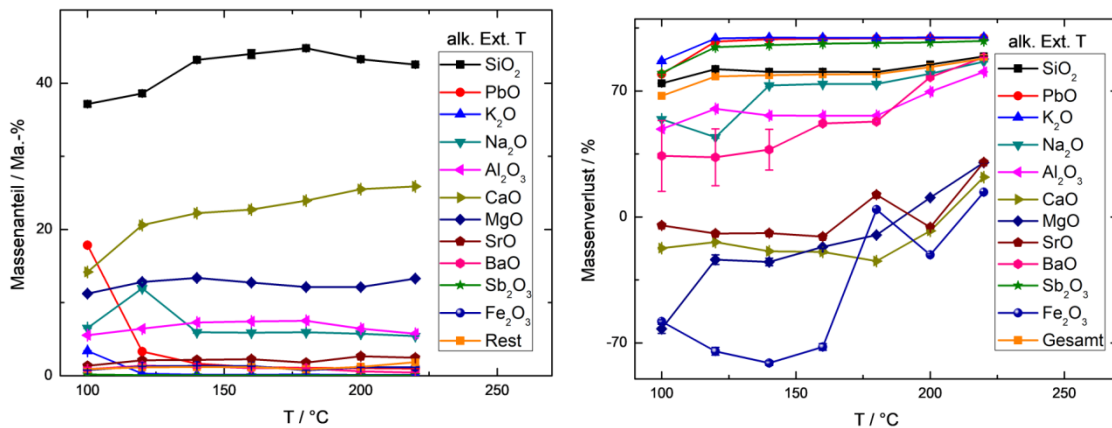 alk. Ext. T
SiO₂
PbO
K₂O
Na₂O
Al₂O₃
CaO
MgO
SrO
BaO
Sb₂O₃
Fe₂O₃
Rest
40
20
0
100 150 200
Massenanteil / Ma.-%
T / °C
alk. Ext. T
SiO₂
PbO
K₂O
Na₂O
Al₂O₃
CaO
MgO
SrO
BaO
Sb₂O₃
Fe₂O₃
Gesamt
70
0
-70
100 150 200
Massenverlust / %
T / °C